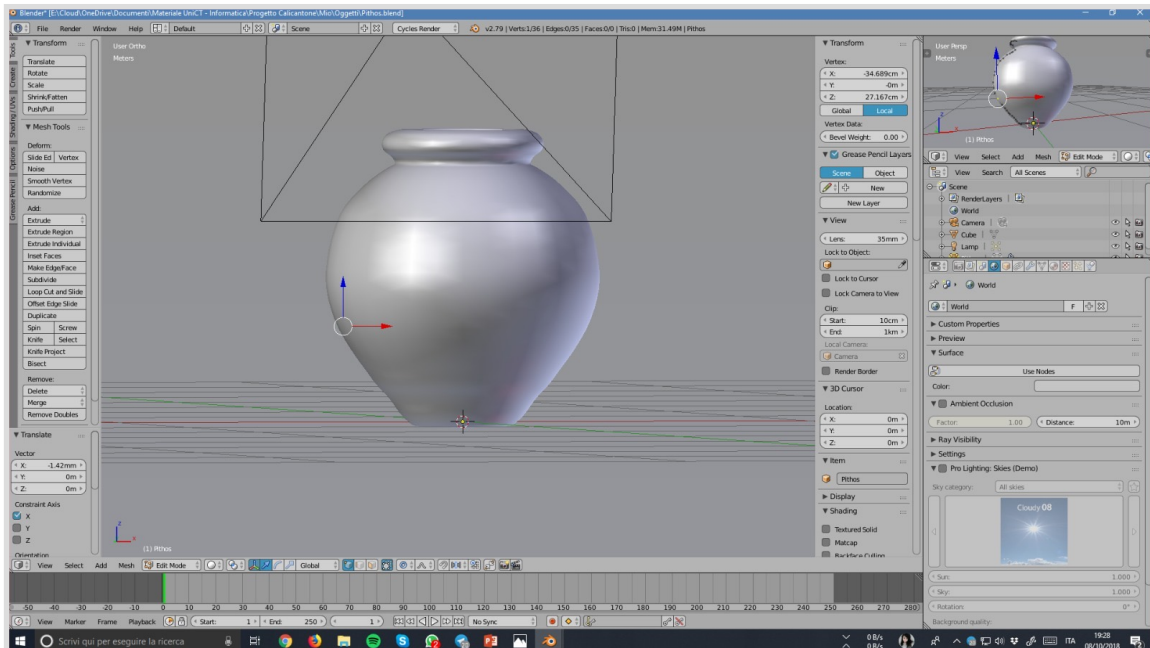 Blender* [E:\Cloud\OneDrive\Documenti\Materiale UniCT - Informatica\Progetto Calicantone\Mio\Oggetti\Pithos.blend]
File Render Window Help Default Scene Cycles Render v2.79 | Verts:1/36 | Edges:0/35 | Faces:0/0 | Tris:0 | Mem:31.49M | Pithos
Tools
Create
Shading / UVs
Options
Grease Pencil
Transform
Translate
Rotate
Scale
Shrink/Fatten
Push/Pull
Mesh Tools
Deform:
Slide Ed Vertex
Noise
Smooth Vertex
Randomize
Add:
Extrude
Extrude Region
Extrude Individual
Inset Faces
Make Edge/Face
Subdivide
Loop Cut and Slide
Offset Edge Slide
Duplicate
Spin Screw
Knife Select
Knife Project
Bisect
Remove:
Delete
Merge
Remove Doubles
Translate
Vector
X: -1.42mm
Y: 0m
Z: 0m
Constraint Axis
X
Y
Z
Orientation
User Ortho
Meters
(1) Pithos
View Select Add Mesh Edit Mode Global
Transform
Vertex:
X: -34.689cm
Y: -0m
Z: 27.167cm
Global Local
Vertex Data:
Bevel Weight: 0.00
Grease Pencil Layers
Scene Object
New
New Layer
View
Lens: 35mm
Lock to Object:
Lock to Cursor
Lock Camera to View
Clip:
Start: 10cm
End: 1km
Local Camera:
Camera
Render Border
3D Cursor
Location:
X: 0m
Y: 0m
Z: 0m
Item
Pithos
Display
Shading
Textured Solid
Matcap
Backface Culling
User Persp
Meters
(1) Pithos
View Select Add Mesh Edit Mode
View Search All Scenes
Scene
RenderLayers
World
Camera
Cube
Lamp
World
World F
Custom Properties
Preview
Surface
Use Nodes
Color:
Ambient Occlusion
Factor: 1.00 Distance: 10m
Ray Visibility
Settings
Pro Lighting: Skies (Demo)
Sky category: All skies
Cloudy 08
Sun: 1.000
Sky: 1.000
Rotation: 0°
Background quality:
-50 -40 -30 -20 -10 0 10 20 30 40 50 60 70 80 90 100 110 120 130 140 150 160 170 180 190 200 210 220 230 240 250 260 270 280
View Marker Frame Playback Start: 1 End: 250 1 No Sync
Scrivi qui per eseguire la ricerca
0 B/s
0 B/s
ITA
19:28
08/10/2018